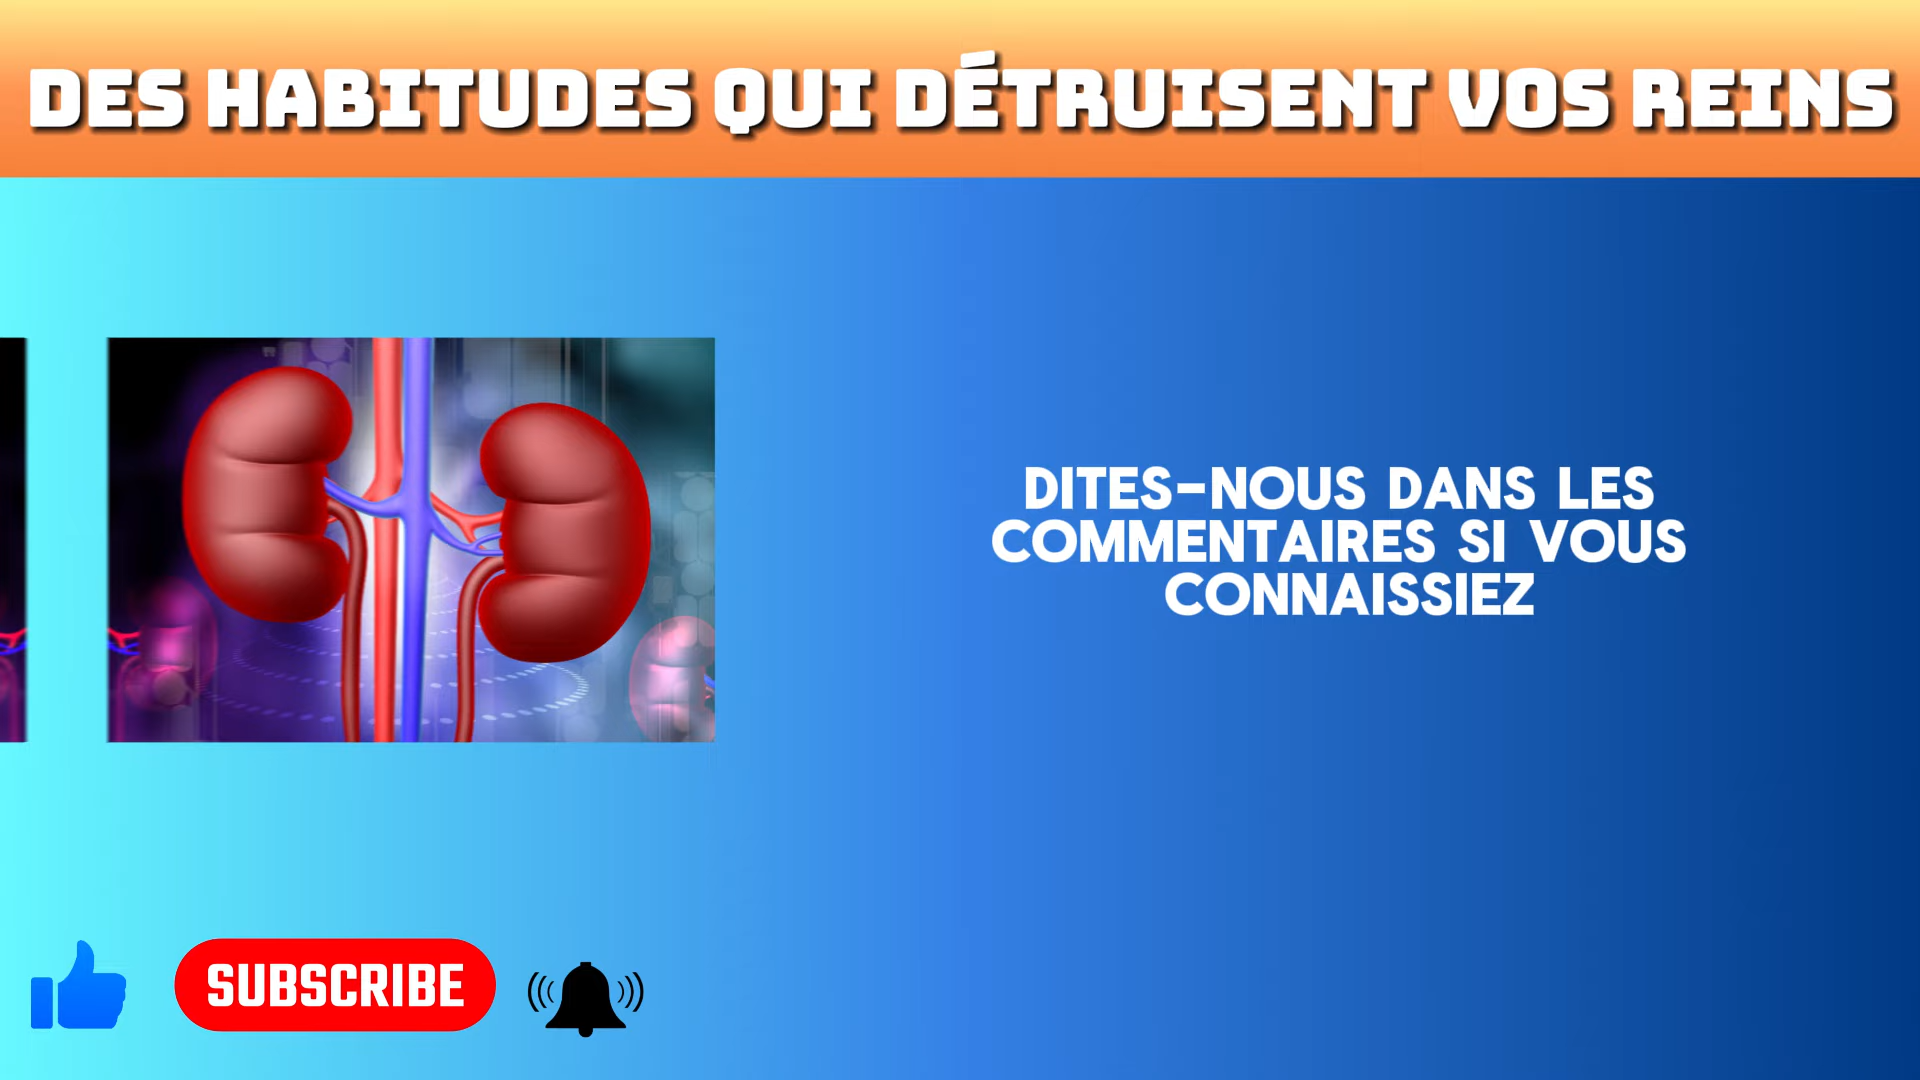 DES HABITUDES QUI DÉTRUISENT VOS REINS
DITES-NOUS DANS LES
COMMENTAIRES SI VOUS
CONNAISSIEZ
SUBSCRIBE